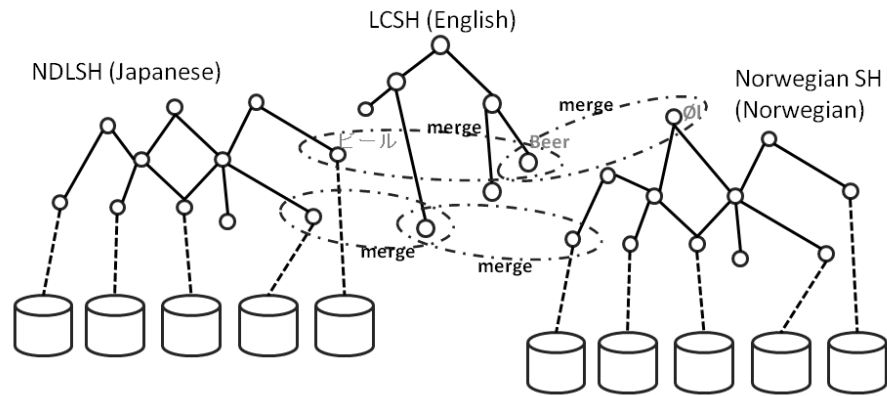 LCSH (English)
NDLSH (Japanese)
Norwegian SH
(Norwegian)
merge
Øl
merge
ビール
Beer
merge
merge